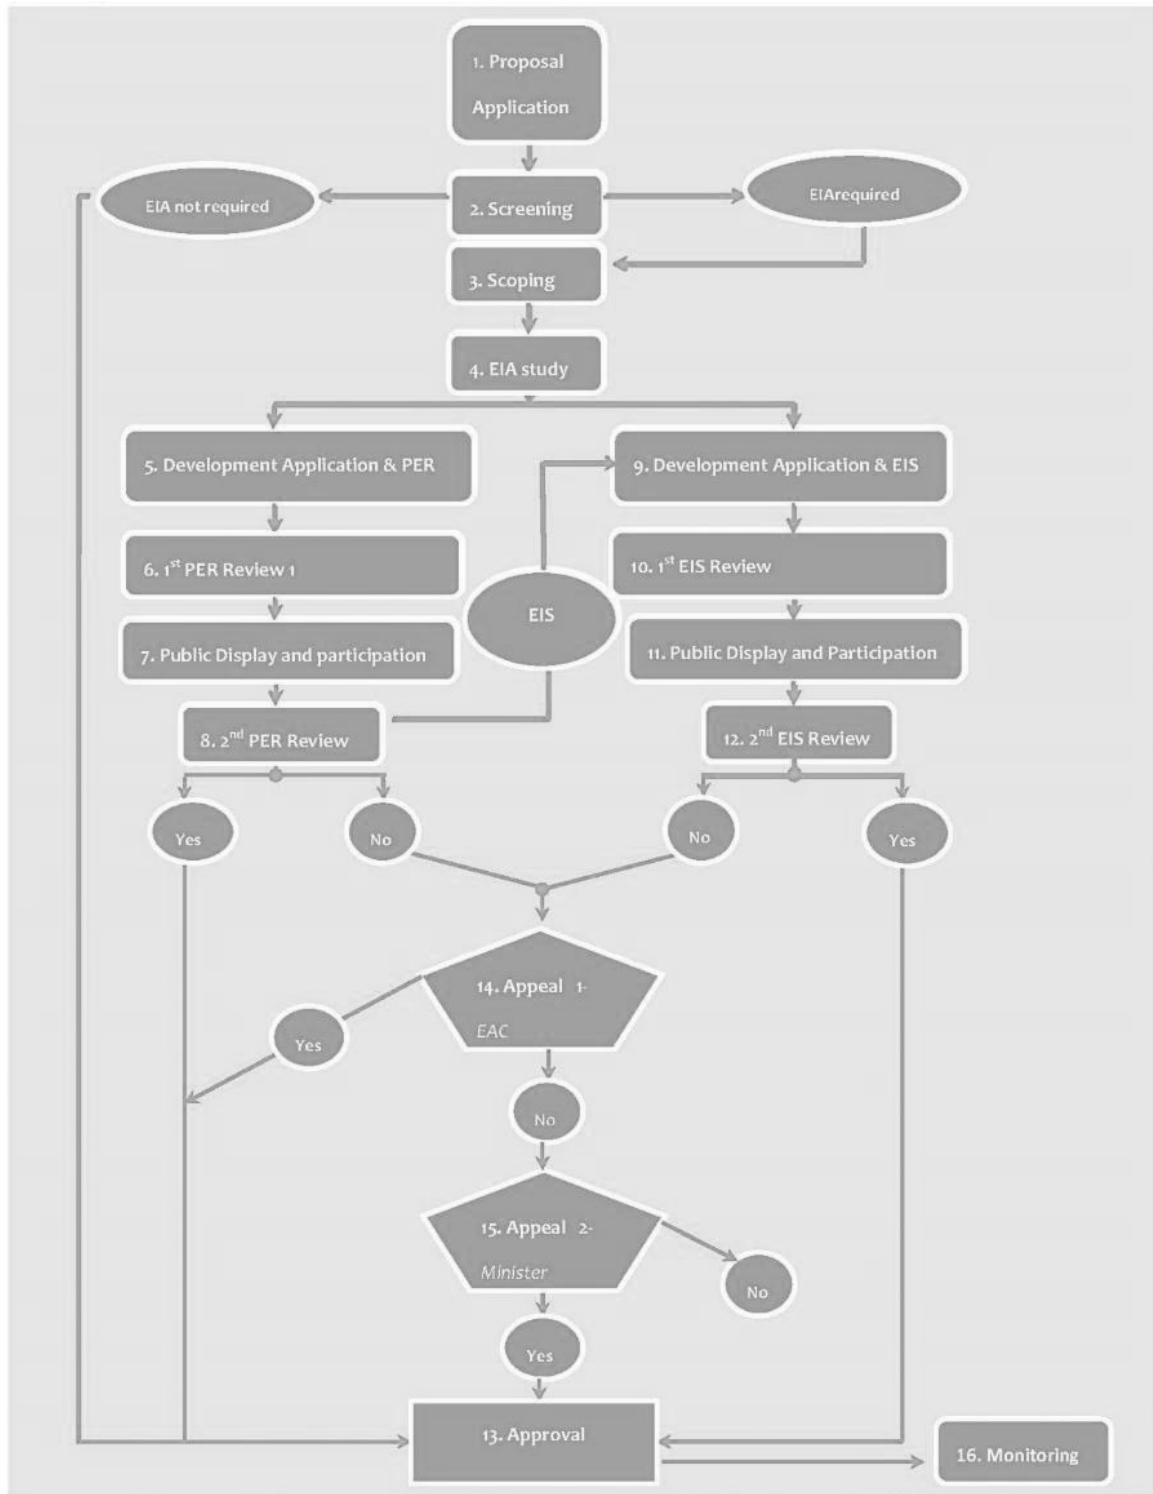 1. Proposal
Application
EIA not required
2. Screening
EIArequired
3. Scoping
4. EIA study
5. Development Application & PER
9. Development Application & EIS
6. 1st PER Review 1
10. 1st EIS Review
EIS
7. Public Display and participation
11. Public Display and Participation
8. 2nd PER Review
12. 2nd EIS Review
Yes
No
No
Yes
14. Appeal 1-
EAC
Yes
No
15. Appeal 2-
Minister
No
Yes
13. Approval
16. Monitoring